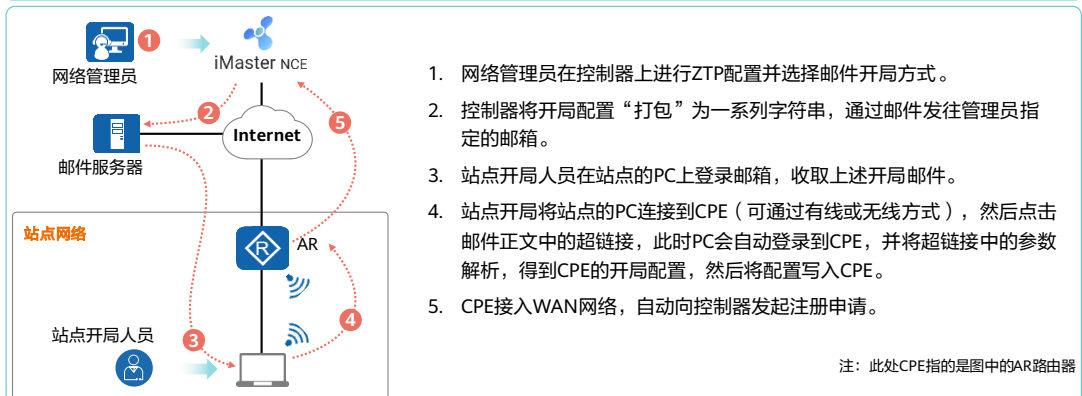 1
网络管理员
iMaster NCE
2
5
Internet
邮件服务器
站点网络
R
AR
4
3
站点开局人员
1. 网络管理员在控制器上进行ZTP配置并选择邮件开局方式。
2. 控制器将开局配置“打包”为一系列字符串，通过邮件发往管理员指
定的邮箱。
3. 站点开局人员在站点的PC上登录邮箱，收取上述开局邮件。
4. 站点开局将站点的PC连接到CPE（可通过有线或无线方式），然后点击
邮件正文中的超链接，此时PC会自动登录到CPE，并将超链接中的参数
解析，得到CPE的开局配置，然后将配置写入CPE。
5. CPE接入WAN网络，自动向控制器发起注册申请。
注：此处CPE指的是图中的AR路由器